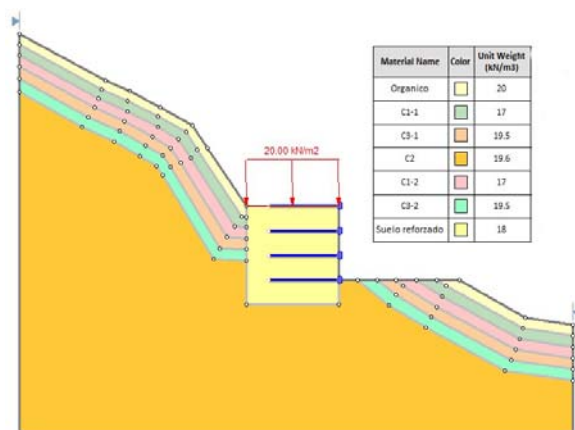 Material Name Color Unit Weight (kN/m3)
Organico 20
C1-1 17
C3-1 19.5
C2 19.6
C1-2 17
C3-2 19.5
Suelo reforzado 18
20.00 kN/m2